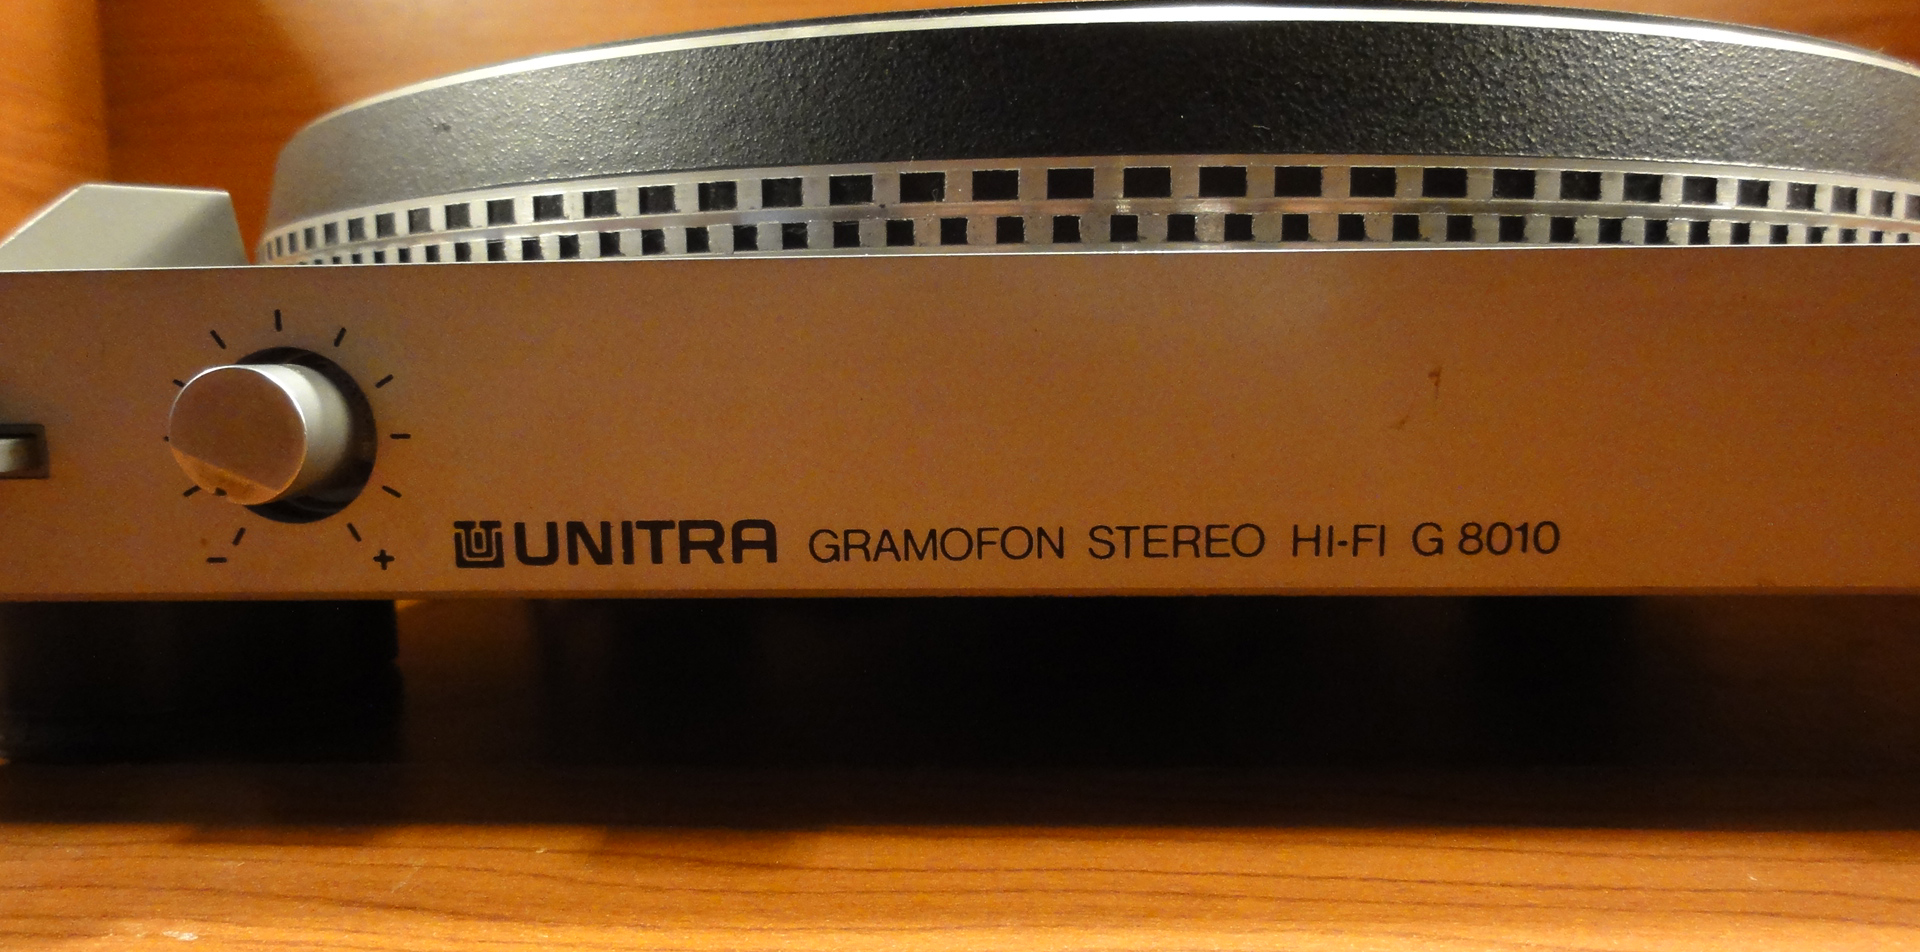 − +
UNITRA GRAMOFON STEREO HI-FI G 8010